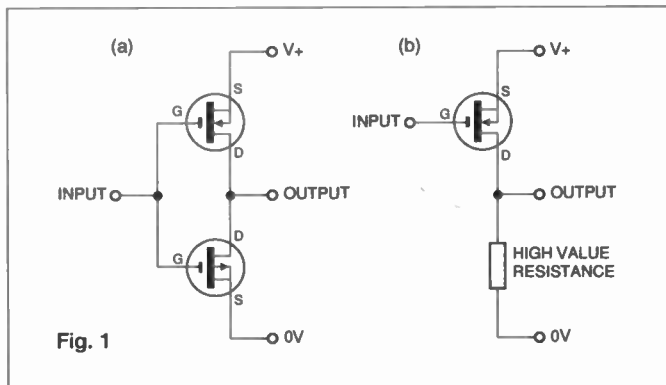 (a)
V+
S
G
D
INPUT
OUTPUT
D
G
S
0V
Fig. 1
(b)
V+
S
INPUT
G
D
OUTPUT
HIGH VALUE
RESISTANCE
0V